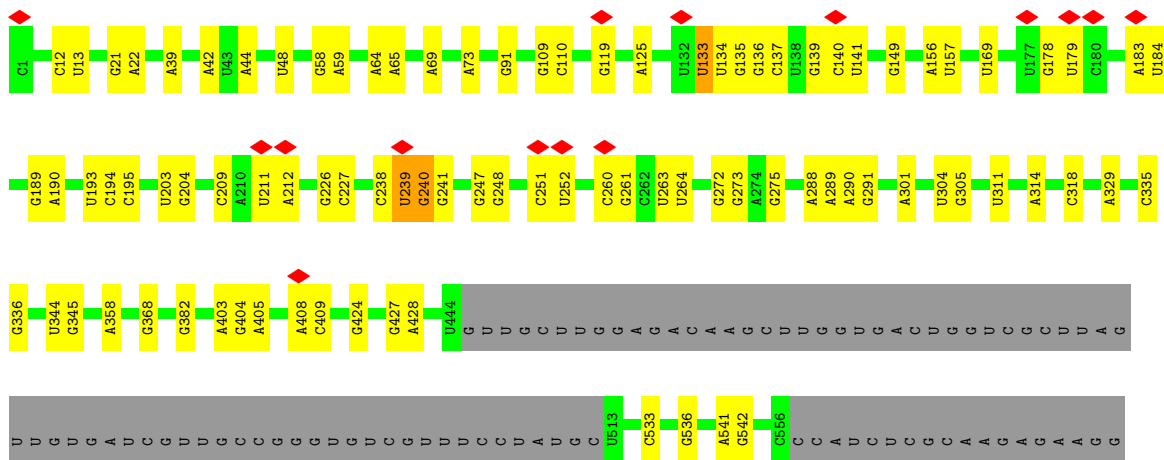 C1 C12 U13 G21 A22 A39 A42 U43 A44 U48 G58 A59 A64 A65 A69 A73 G91 G109 C110 G119 A125 U132 U133 U134 G135 G136 C137 U138 G139 C140 U141 G149 A156 U157 U169 U177 G178 U179 C180 A183 U184
G189 A190 U193 C194 C195 U203 G204 C209 A210 U211 A212 G226 C227 C238 U239 G240 G241 G247 G248 C251 U252 C260 G261 C262 U263 U264 G272 G273 A274 G275 A288 A289 A290 G291 A301 U304 G305 U311 A314 C318 A329 C335
G336 U344 G345 A358 G368 G382 A403 G404 A405 A408 C409 G424 G427 A428 U444 G U U G C U U G G A G A C A A G C U U G G U G A C U G G U C G C U U A G
U U G U G A U C G U U G C C G G G U G U C G U U U C C U A U G C U513 C533 G536 A541 G542 C556 C C A U C U C G C A A G A G A A G G